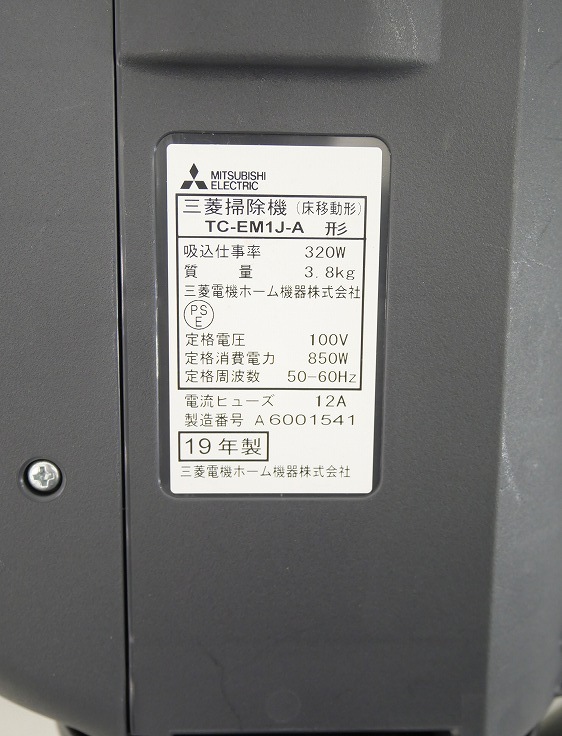 MITSUBISHI
ELECTRIC
三菱掃除機(床移動形)
TC-EM1J-A 形
吸込仕事率 320W
質量 3.8kg
三菱電機ホーム機器株式会社
PS
E
定格電圧 100V
定格消費電力 850W
定格周波数 50-60Hz
電流ヒューズ 12A
製造番号 A6001541
19年製
三菱電機ホーム機器株式会社